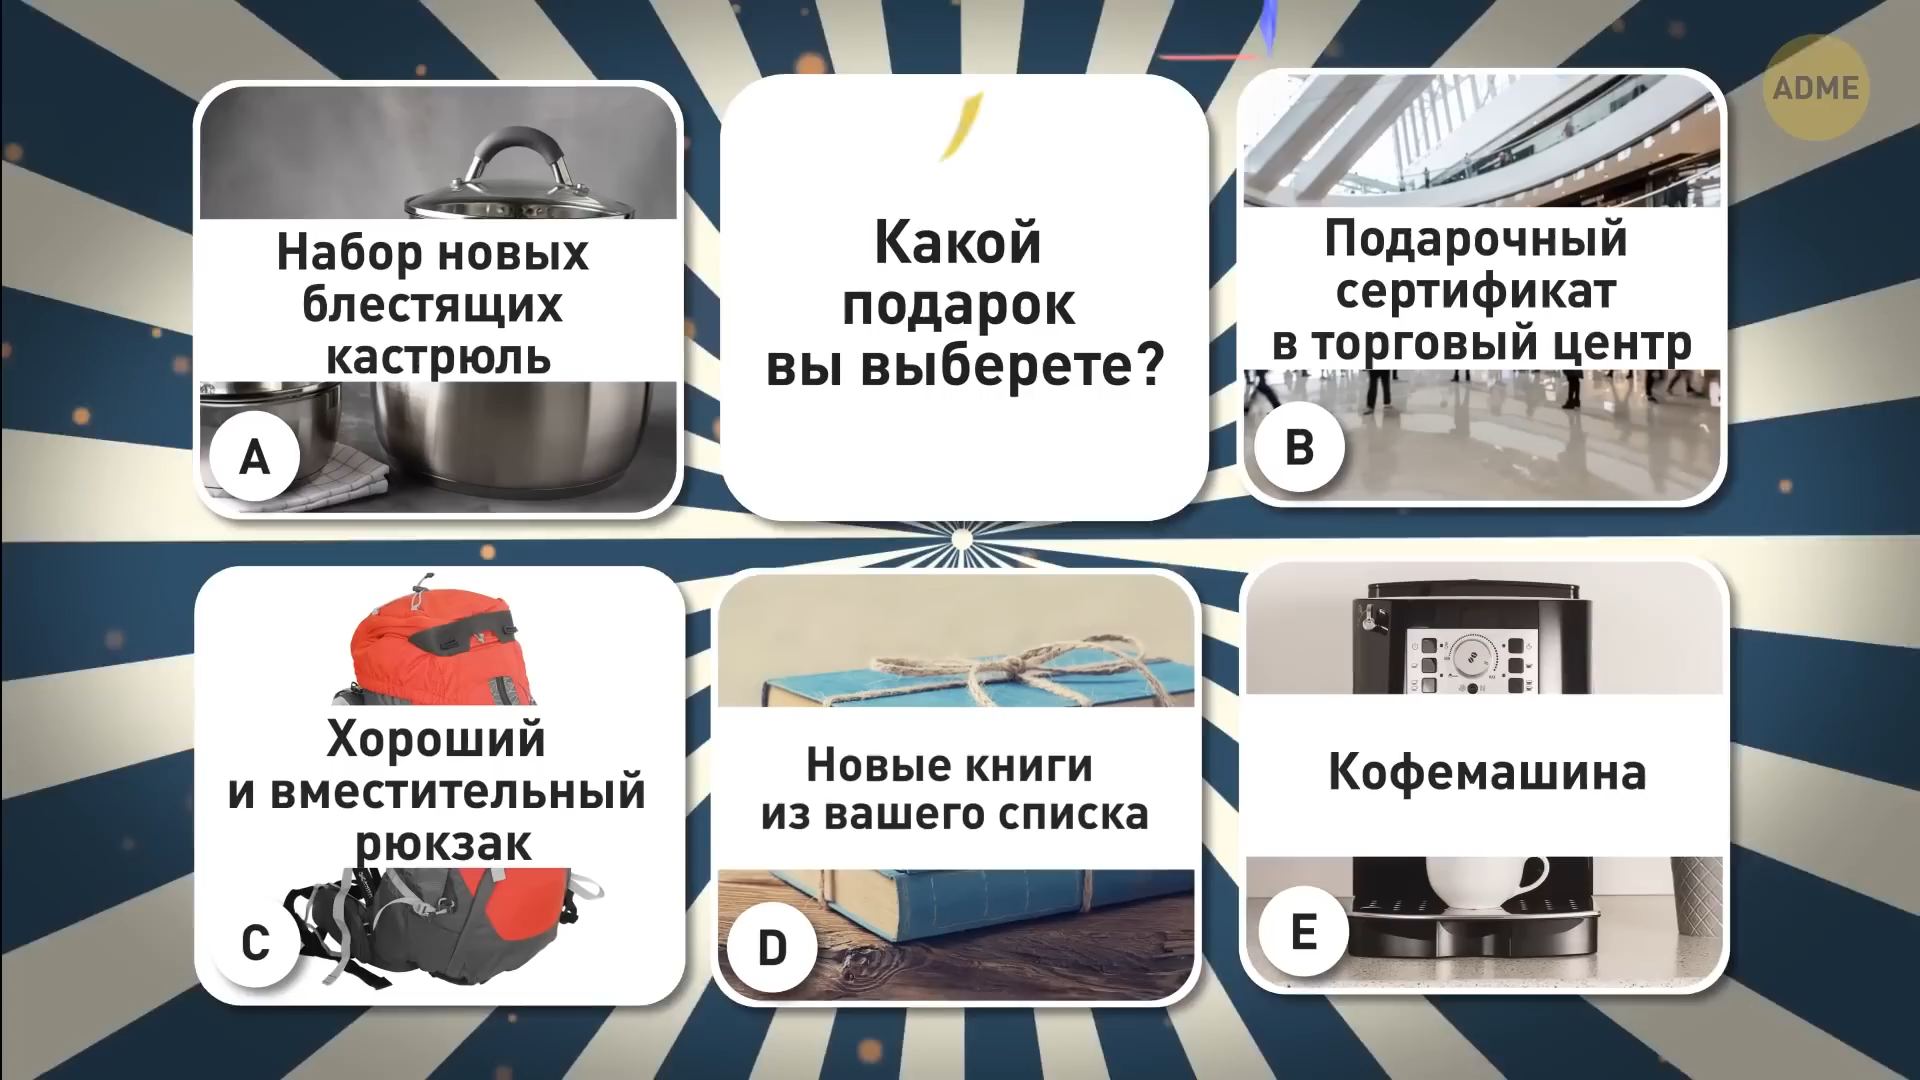 ADME
Набор новых
блестящих
кастрюль
A
Какой
подарок
вы выберете?
Подарочный
сертификат
в торговый центр
B
Хороший
и вместительный
рюкзак
C
Новые книги
из вашего списка
D
Кофемашина
E